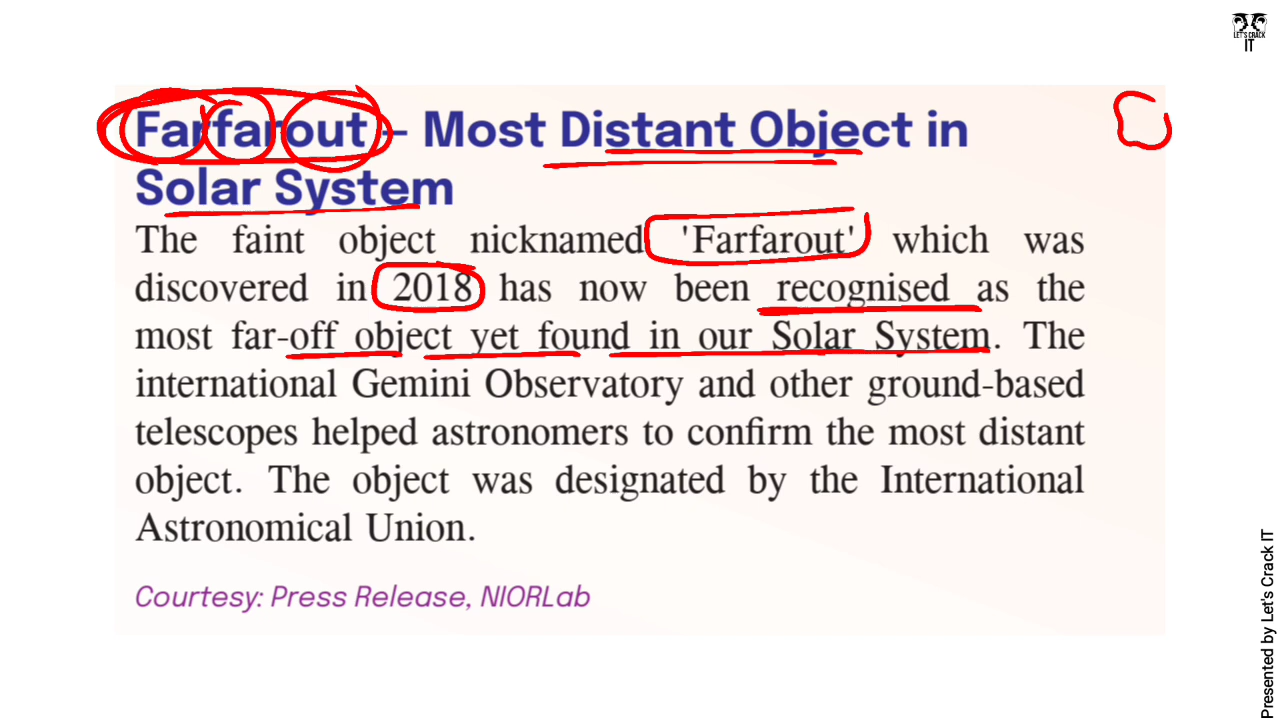 LET'S CRACK
IT
Farfarout – Most Distant Object in
Solar System
The faint object nicknamed 'Farfarout' which was
discovered in 2018 has now been recognised as the
most far-off object yet found in our Solar System. The
international Gemini Observatory and other ground-based
telescopes helped astronomers to confirm the most distant
object. The object was designated by the International
Astronomical Union.
Courtesy: Press Release, NIORLab
Presented by Let's Crack IT